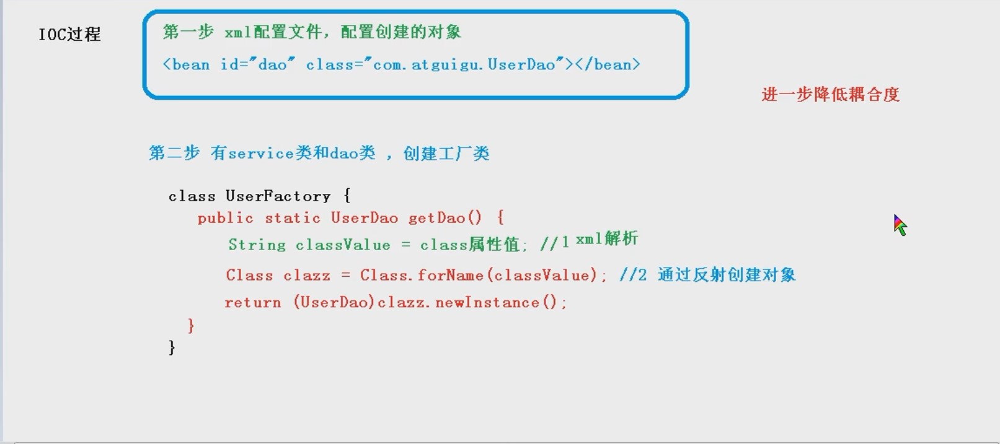 IOC过程
第一步 xml配置文件，配置创建的对象
<bean id="dao" class="com.atguigu.UserDao"></bean>
进一步降低耦合度
第二步 有service类和dao类 ，创建工厂类
class UserFactory {
public static UserDao getDao() {
String classValue = class属性值; //1 xml解析
Class clazz = Class.forName(classValue); //2 通过反射创建对象
return (UserDao)clazz.newInstance();
}
}